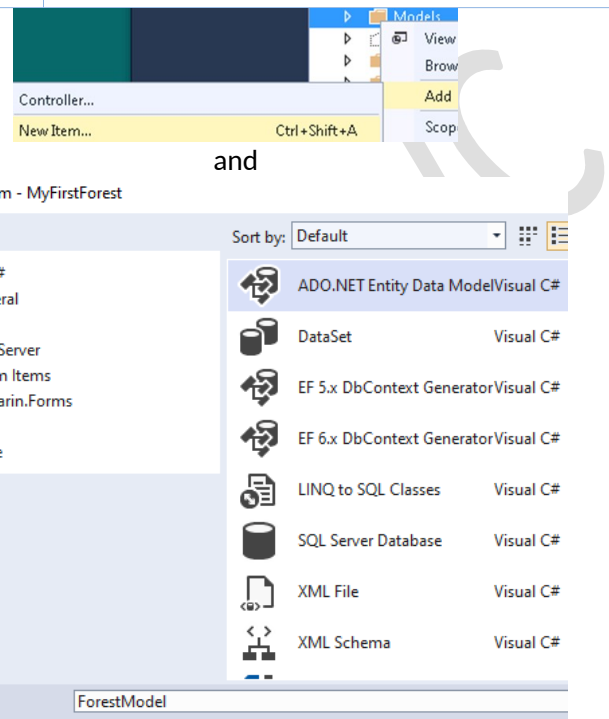 Models
View
Brow
Controller...
Add
New Item... Ctrl+Shift+A
Scop
and
m - MyFirstForest
Sort by: Default
#
ADO.NET Entity Data Model Visual C#
eral
DataSet Visual C#
Server
m Items
EF 5.x DbContext Generator Visual C#
arin.Forms
EF 6.x DbContext Generator Visual C#
e
LINQ to SQL Classes Visual C#
SQL Server Database Visual C#
XML File Visual C#
XML Schema Visual C#
ForestModel